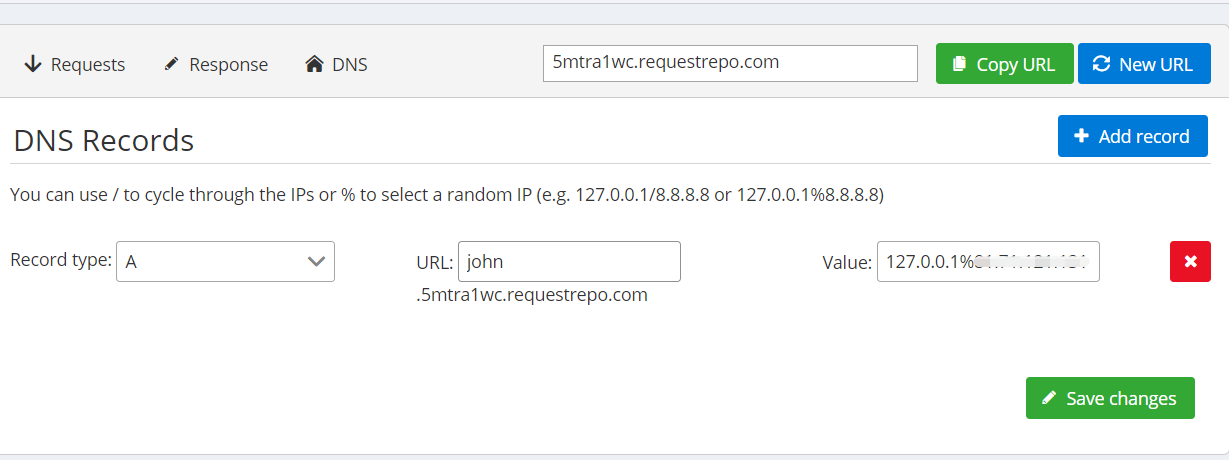 Requests Response DNS 5mtra1wc.requestrepo.com Copy URL New URL
DNS Records Add record
You can use / to cycle through the IPs or % to select a random IP (e.g. 127.0.0.1/8.8.8.8 or 127.0.0.1%8.8.8.8)
Record type: A URL: john Value: 127.0.0.1%
.5mtra1wc.requestrepo.com
Save changes